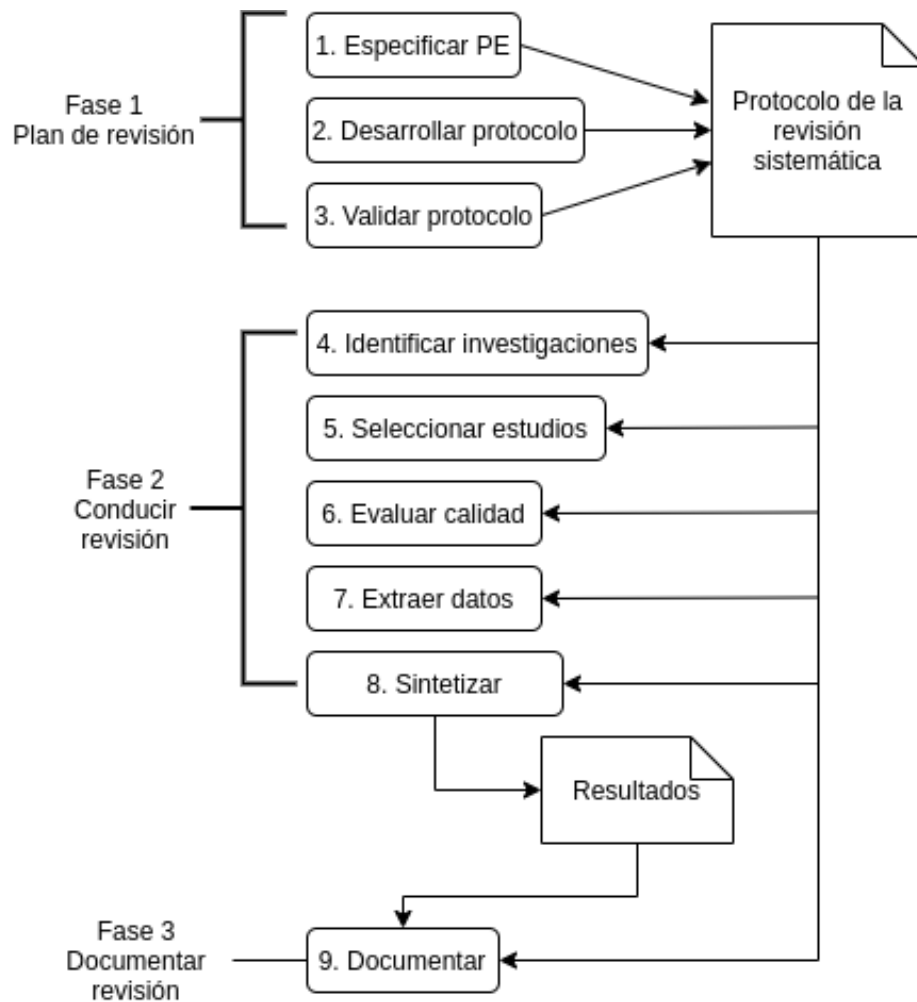 Fase 1
Plan de revisión
1. Especificar PE
2. Desarrollar protocolo
3. Validar protocolo
Protocolo de la
revisión
sistemática
Fase 2
Conducir
revisión
4. Identificar investigaciones
5. Seleccionar estudios
6. Evaluar calidad
7. Extraer datos
8. Sintetizar
Resultados
Fase 3
Documentar
revisión
9. Documentar